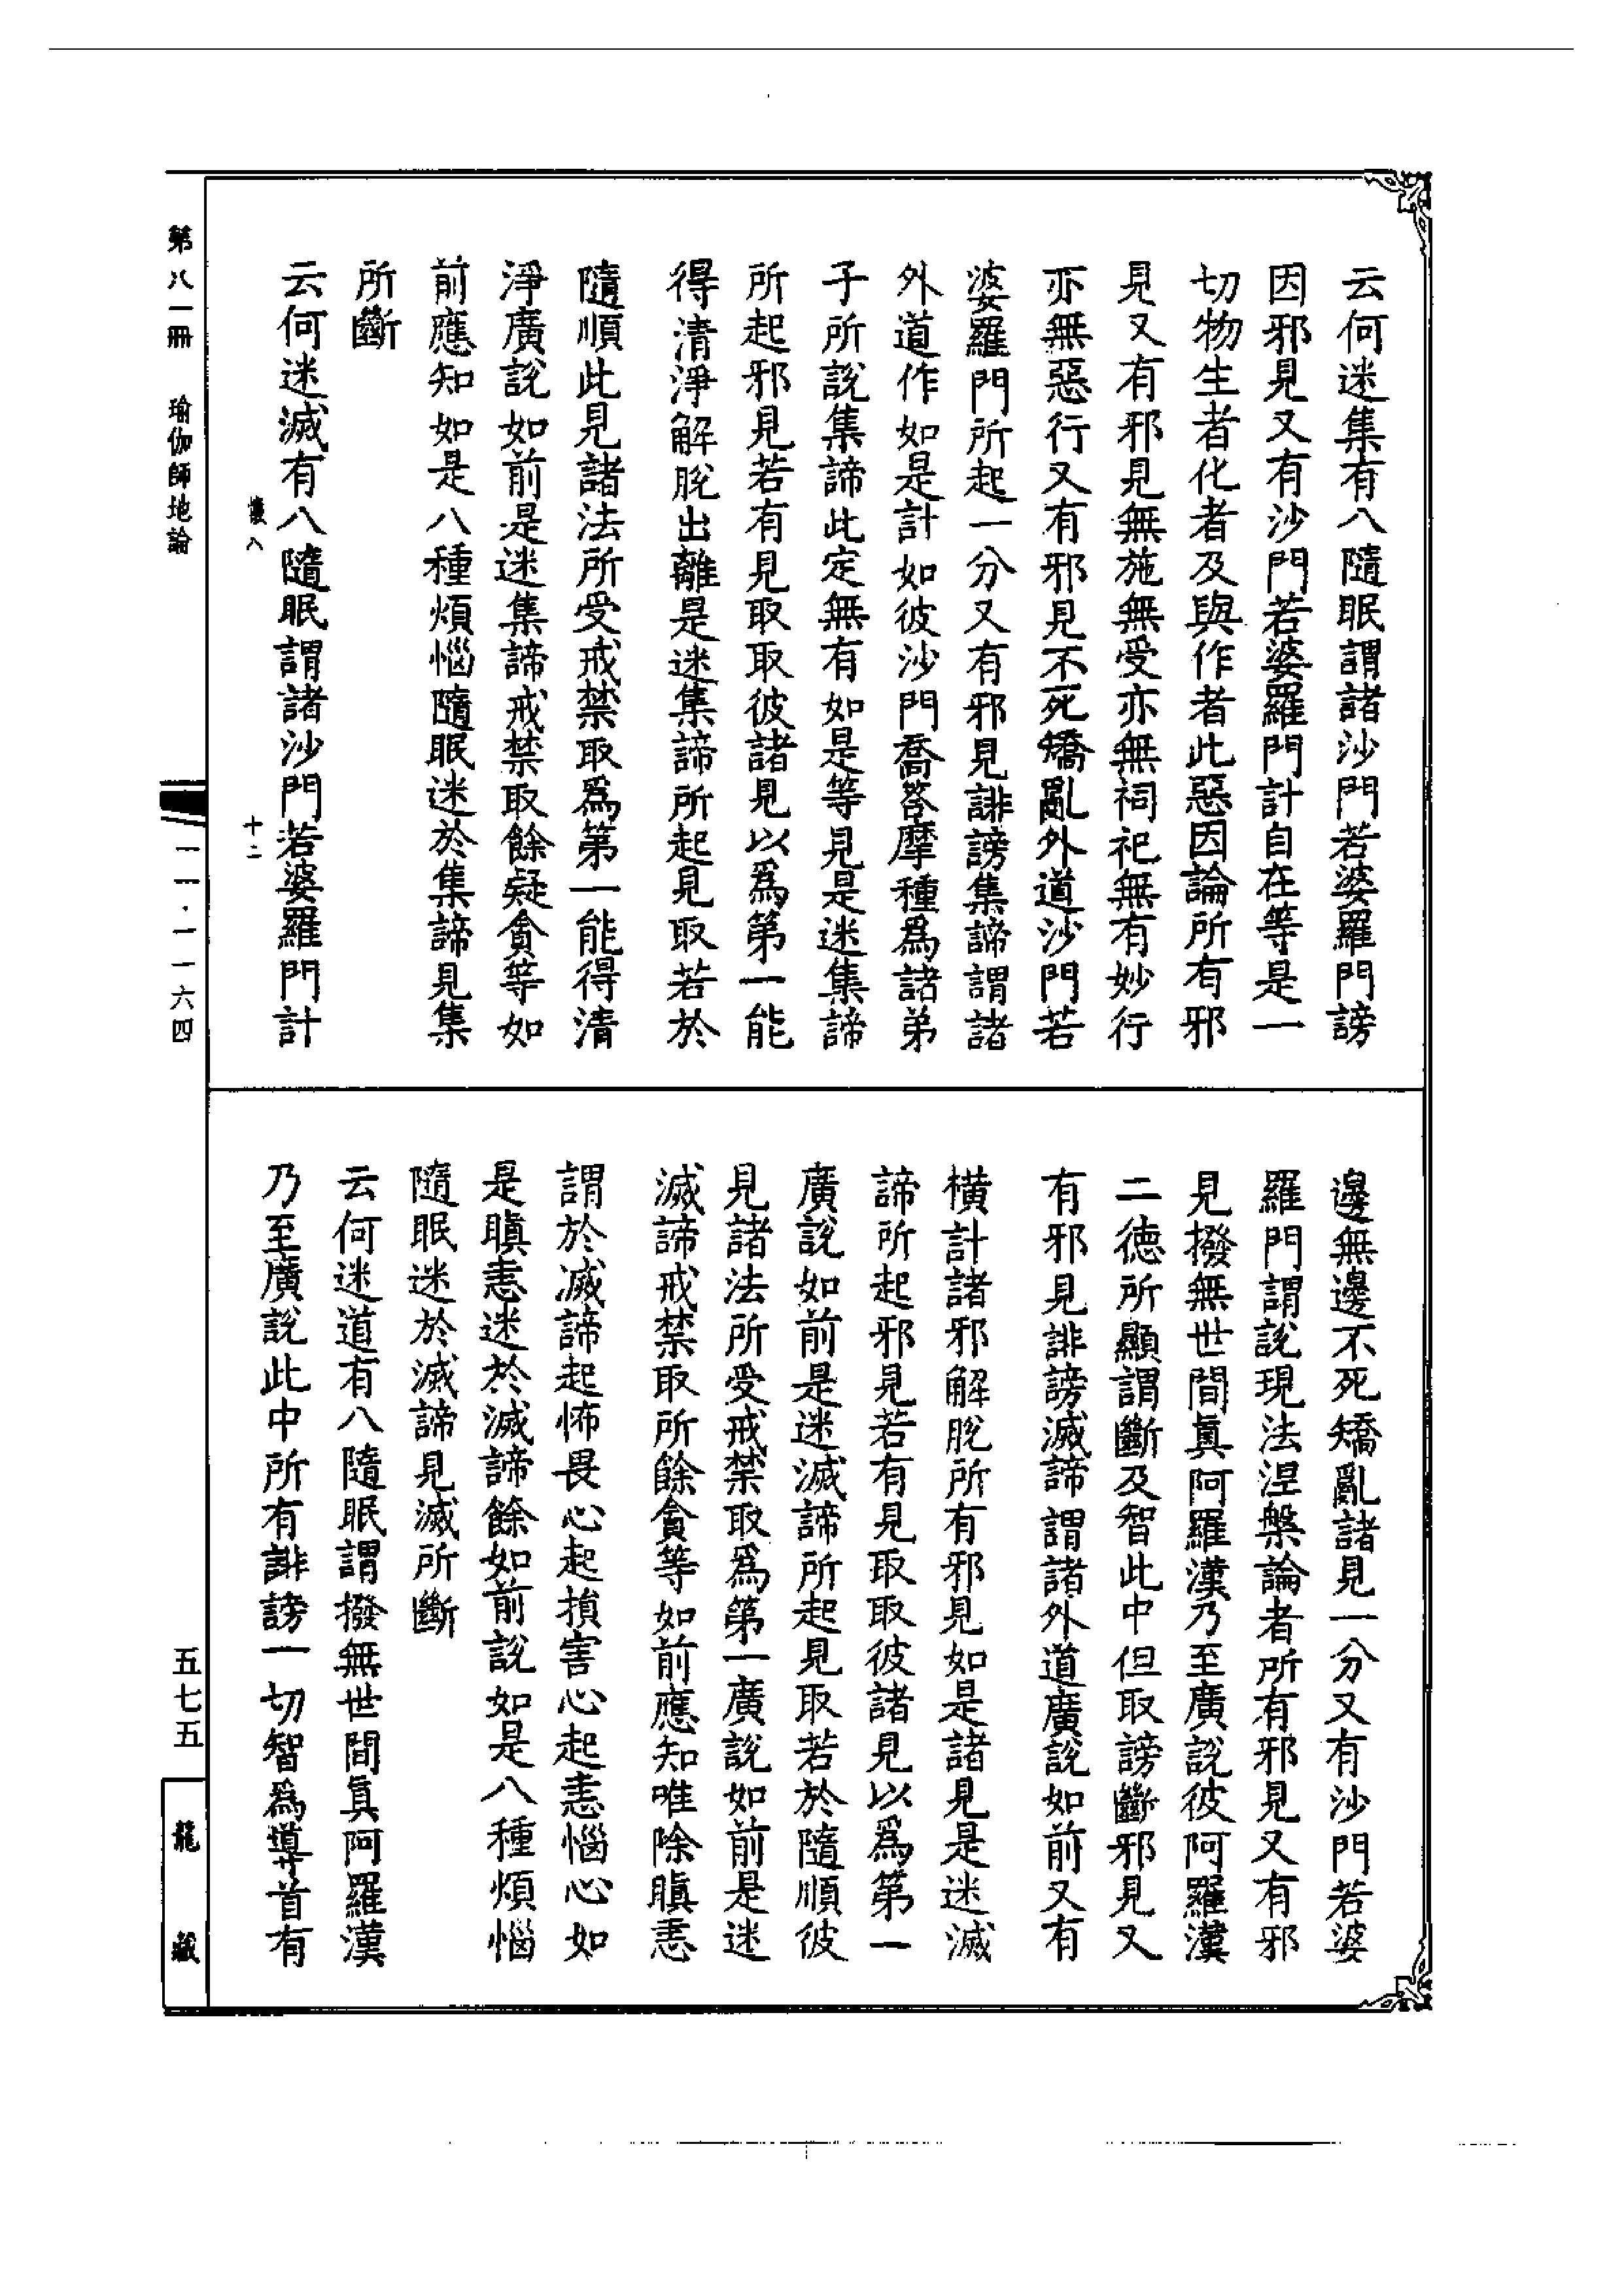 云何迷集有八隨眠謂諸沙門若婆羅門謗
因邪見又有沙門若婆羅門計自在等是一
切物生者化者及與作者此惡因論所有邪
見又有邪見無施無受亦無祠祀無有妙行
亦無惡行又有邪見不死矯亂外道沙門若
婆羅門所起一分又有邪見誹謗集諦謂諸
外道作如是計如彼沙門喬答摩種為諸弟
子所說集諦此定無有如是等見是迷集諦
所起邪見若有見取取彼諸見以為第一能
得清淨解脫出離是迷集諦所起見取若於
隨順此見諸法所受戒禁取為第一能得清
淨廣說如前是迷集諦戒禁取餘疑貪等如
前應知如是八種煩惱隨眠迷於集諦見集
所斷
云何迷滅有八隨眠謂諸沙門若婆羅門計
邊無邊不死矯亂諸見一分又有沙門若婆
羅門謂說現法涅槃論者所有邪見又有邪
見撥無世間真阿羅漢乃至廣說彼阿羅漢
二德所顯謂斷及智此中但取謗斷邪見又
有邪見誹謗滅諦謂諸外道廣說如前又有
橫計諸邪解脫所有邪見如是諸見是迷滅
諦所起邪見若有見取取彼諸見以為第一
廣說如前是迷滅諦所起見取若於隨順彼
見諸法所受戒禁取為第一廣說如前是迷
滅諦戒禁取所餘貪等如前應知唯除瞋恚
謂於滅諦起怖畏心起損害心起恚惱心如
是瞋恚迷於滅諦餘如前說如是八種煩惱
隨眠迷於滅諦見滅所斷
云何迷道有八隨眠謂撥無世間真阿羅漢
乃至廣說此中所有誹謗一切智為導首有
第八一冊 瑜伽師地論
一一一·一一六四
五七五
龍藏
十二